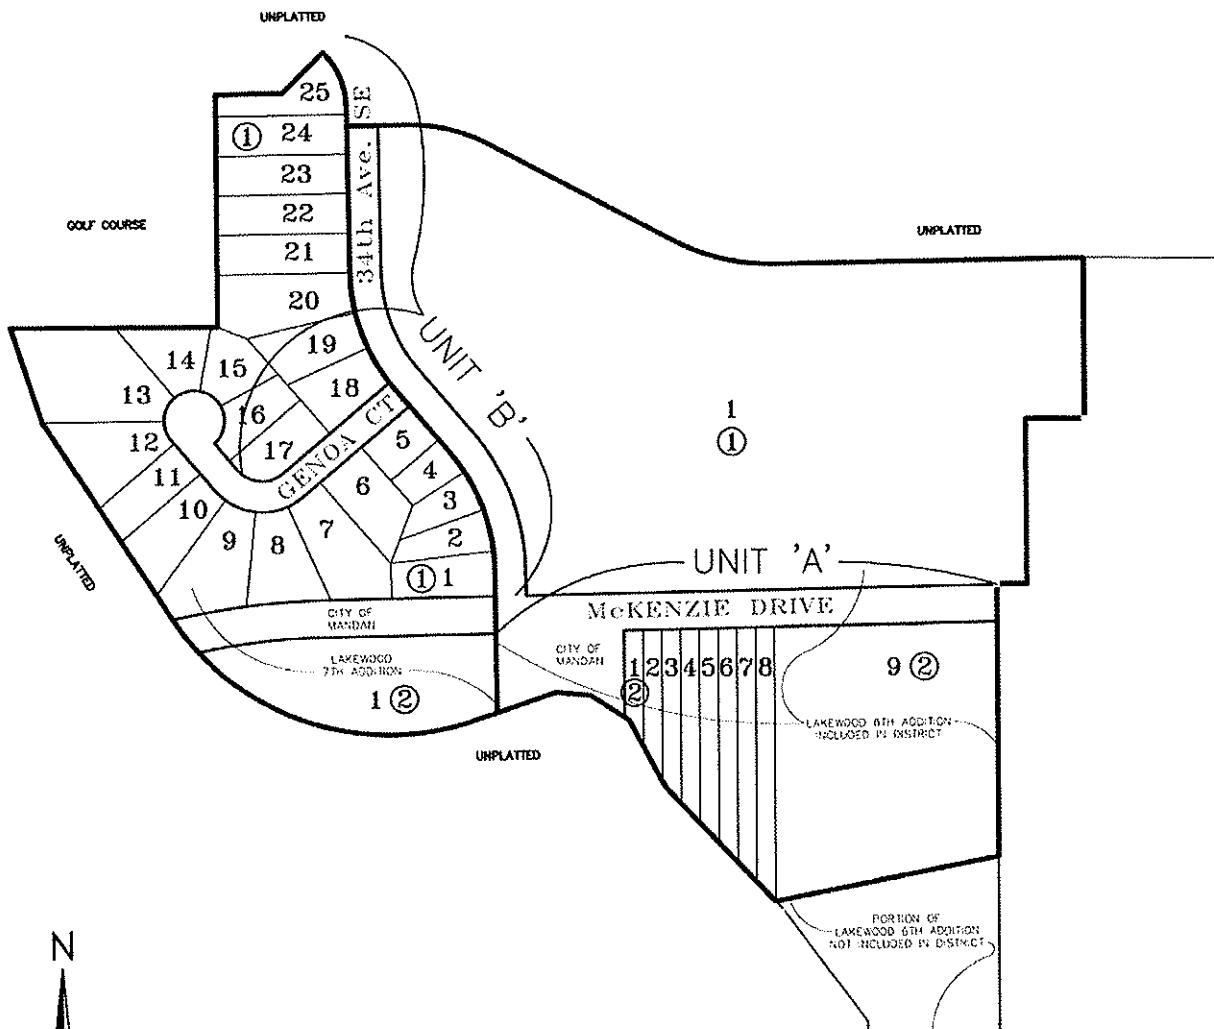 UNPLATTED
25
① 24
23
22
21
20
34th Ave. SE
GOLF COURSE
UNPLATTED
19
14
15
18
13
16
12
17
11
10
GENOA CT
9
8
7
6
5
4
3
2
① 1
UNIT 'B'
1
①
UNPLATTED
UNIT 'A'
McKENZIE DRIVE
CITY OF
MANDAN
LAKEWOOD
7TH ADDITION
1 ②
CITY OF
MANDAN
1 2 3 4 5 6 7 8
②
9 ②
LAKEWOOD 6TH ADDITION
INCLUDED IN DISTRICT
UNPLATTED
PORTION OF
LAKEWOOD 6TH ADDITION
NOT INCLUDED IN DISTRICT
N